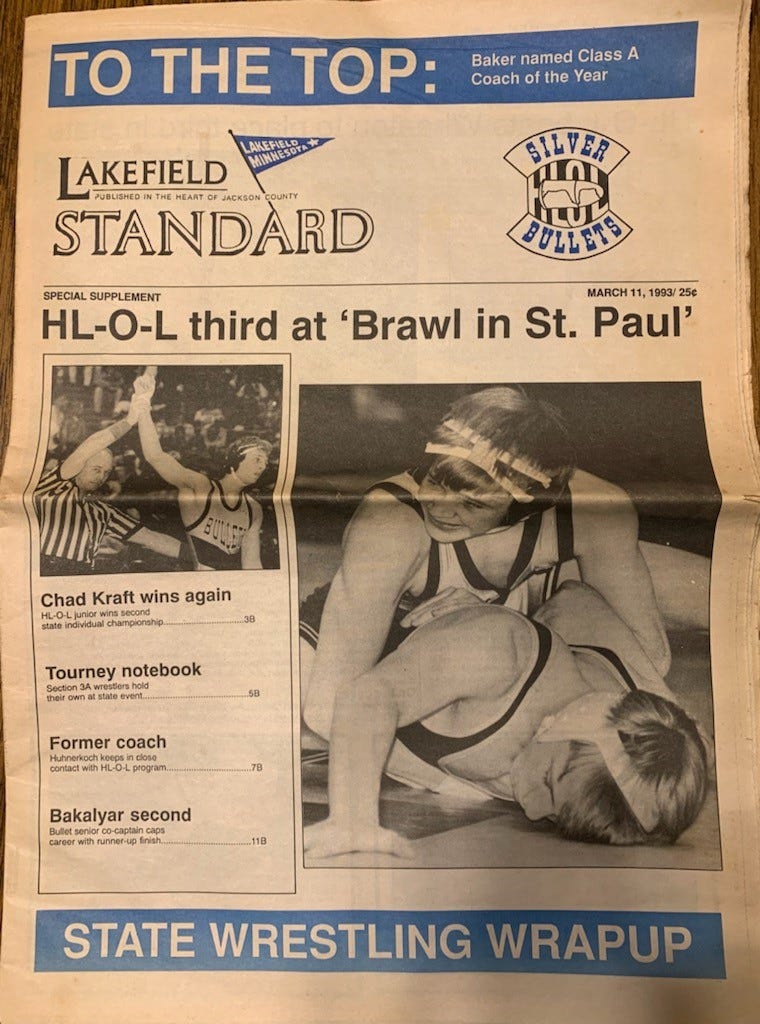 TO THE TOP:
Baker named Class A
Coach of the Year
LAKEFIELD
LAKEFIELD
MINNESOTA
PUBLISHED IN THE HEART OF JACKSON COUNTY
STANDARD
SILVER
HLOL
BULLETS
SPECIAL SUPPLEMENT
MARCH 11, 1993/ 25¢
HL-O-L third at ‘Brawl in St. Paul’
BULLETS
Chad Kraft wins again
HL-O-L junior wins second
state individual championship....................3B
Tourney notebook
Section 3A wrestlers hold
their own at state event..........................5B
Former coach
Huhnerkoch keeps in close
contact with HL-O-L program....................7B
Bakalyar second
Bullet senior co-captain caps
career with runner-up finish....................11B
STATE WRESTLING WRAPUP